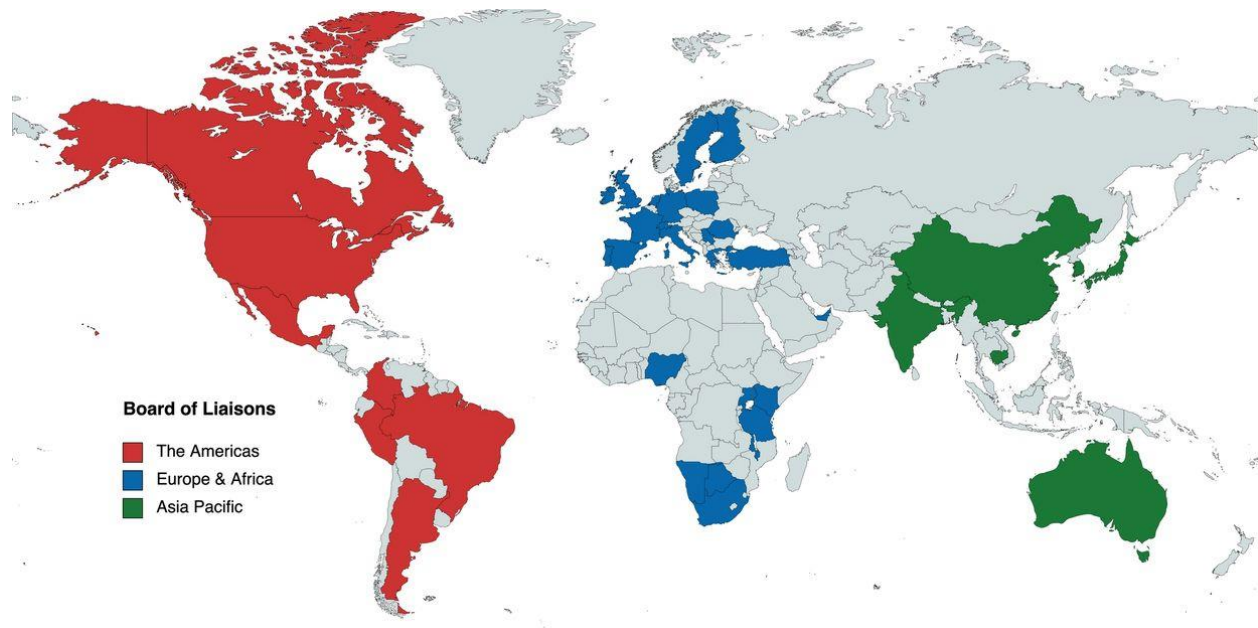 Board of Liaisons
The Americas
Europe & Africa
Asia Pacific